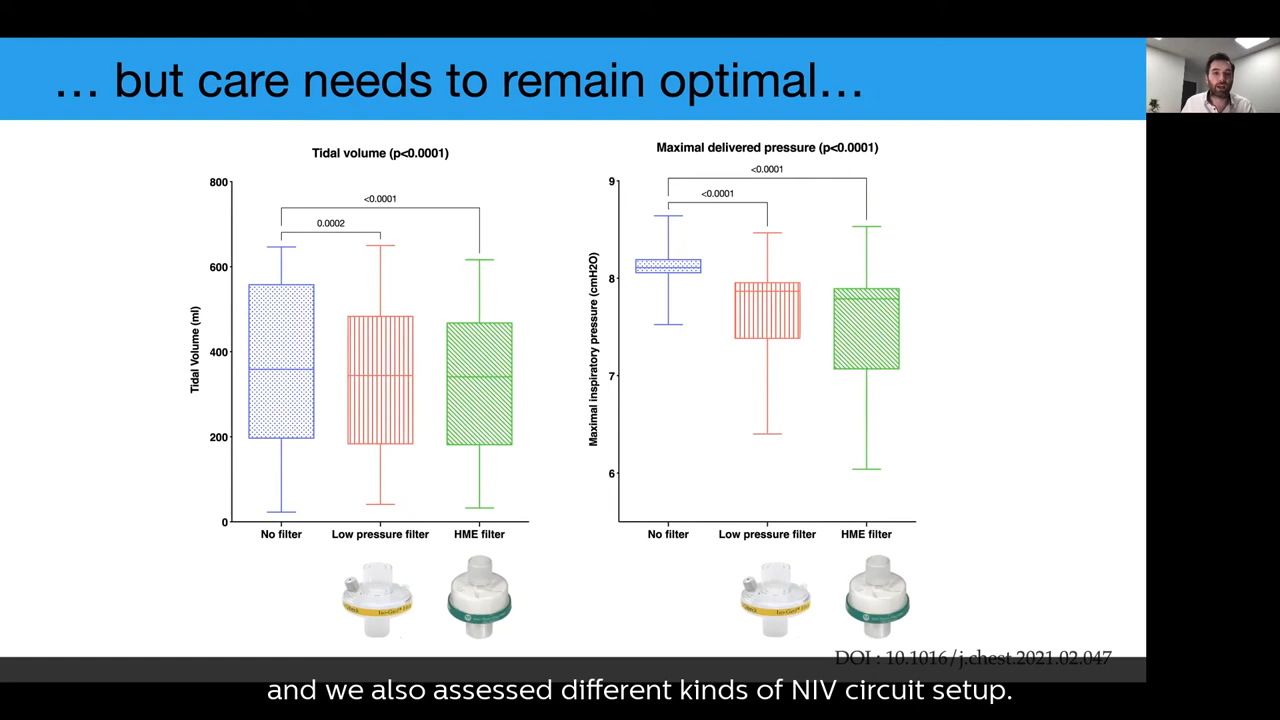 … but care needs to remain optimal…
Tidal volume (p<0.0001)
<0.0001
0.0002
Tidal Volume (ml)
800
600
400
200
0
No filter
Low pressure filter
HME filter
Maximal delivered pressure (p<0.0001)
<0.0001
<0.0001
Maximal inspiratory pressure (cmH2O)
9
8
7
6
No filter
Low pressure filter
HME filter
DOI : 10.1016/j.chest.2021.02.047
and we also assessed different kinds of NIV circuit setup.